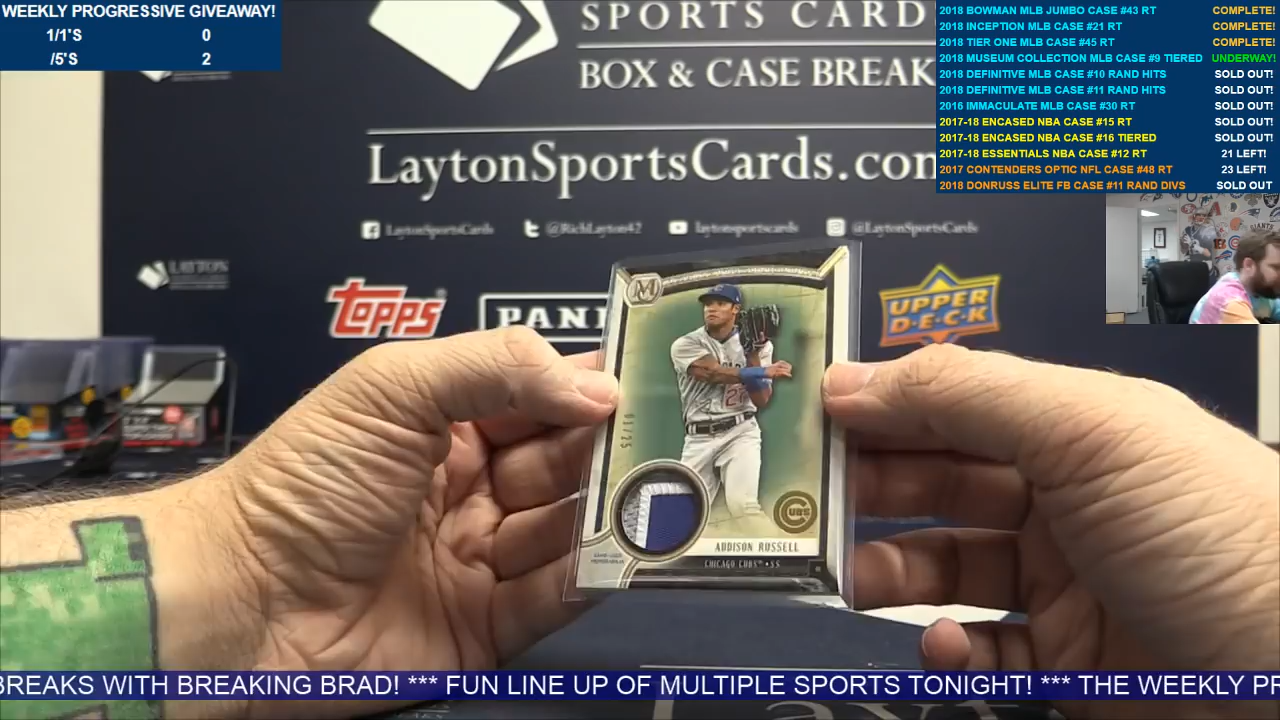 WEEKLY PROGRESSIVE GIVEAWAY!
1/1'S 0
/5'S 2
SPORTS CARD
BOX & CASE BREAK
LaytonSportsCards.com
LaytonSportsCards @RichLayton42 laytonsportscards @LaytonSportsCards
LAYTON
TOPPS PANI UPPER DECK
2018 BOWMAN MLB JUMBO CASE #43 RT COMPLETE!
2018 INCEPTION MLB CASE #21 RT COMPLETE!
2018 TIER ONE MLB CASE #45 RT COMPLETE!
2018 MUSEUM COLLECTION MLB CASE #9 TIERED UNDERWAY!
2018 DEFINITIVE MLB CASE #10 RAND HITS SOLD OUT!
2018 DEFINITIVE MLB CASE #11 RAND HITS SOLD OUT!
2016 IMMACULATE MLB CASE #30 RT SOLD OUT!
2017-18 ENCASED NBA CASE #15 RT SOLD OUT!
2017-18 ENCASED NBA CASE #16 TIERED SOLD OUT!
2017-18 ESSENTIALS NBA CASE #12 RT 21 LEFT!
2017 CONTENDERS OPTIC NFL CASE #48 RT 23 LEFT!
2018 DONRUSS ELITE FB CASE #11 RAND DIVS SOLD OUT
M
01/25
CUBS
ADDISON RUSSELL
CHICAGO CUBS • SS
BREAKS WITH BREAKING BRAD! *** FUN LINE UP OF MULTIPLE SPORTS TONIGHT! *** THE WEEKLY PR